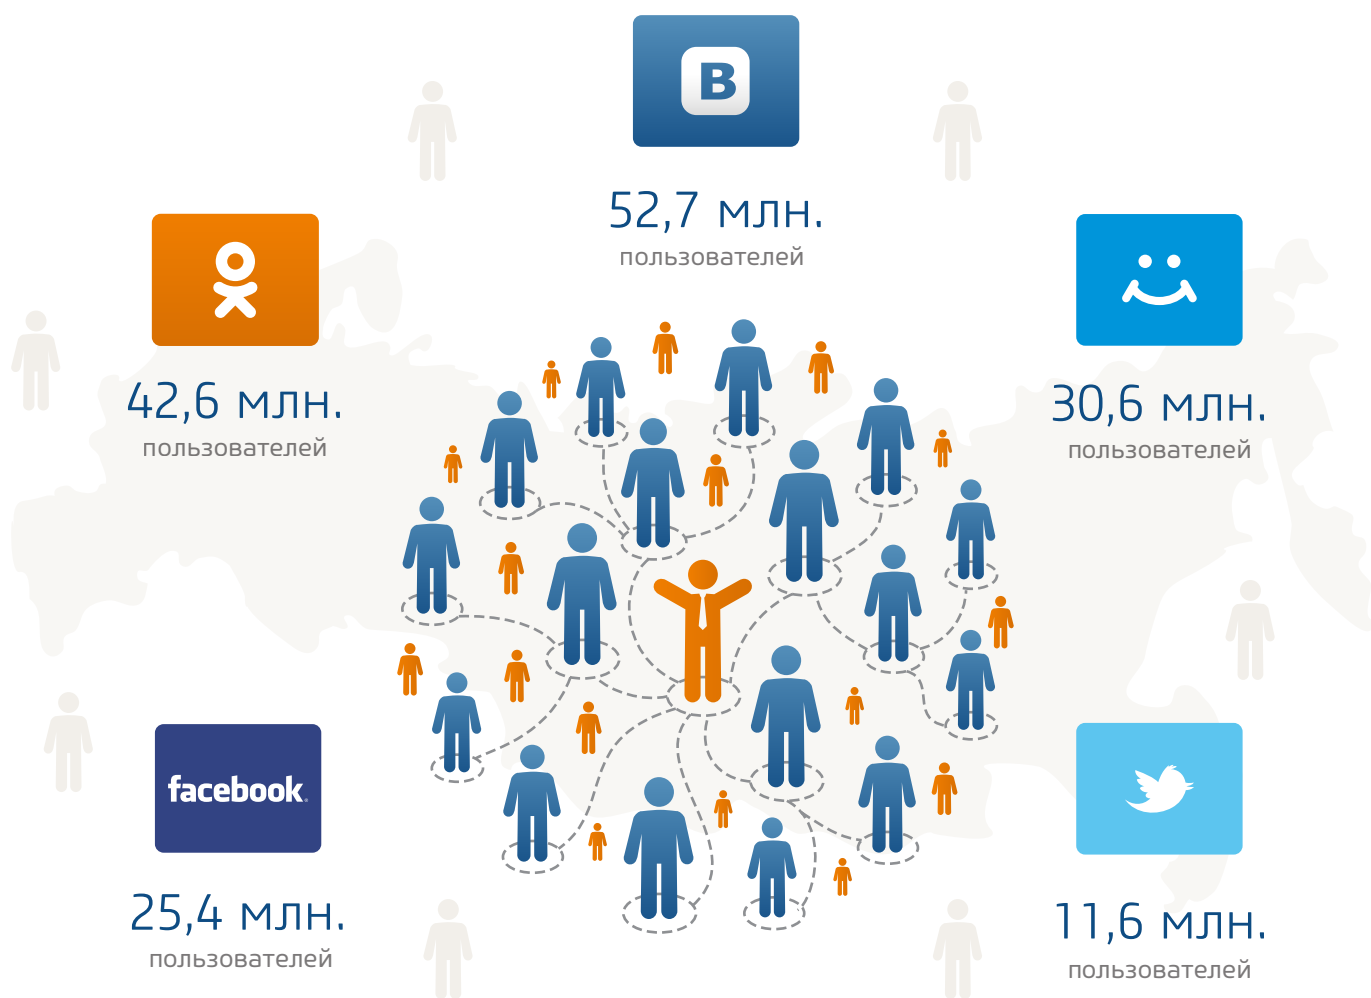 B
52,7 млн.
пользователей
42,6 млн.
пользователей
30,6 млн.
пользователей
facebook
25,4 млн.
пользователей
11,6 млн.
пользователей